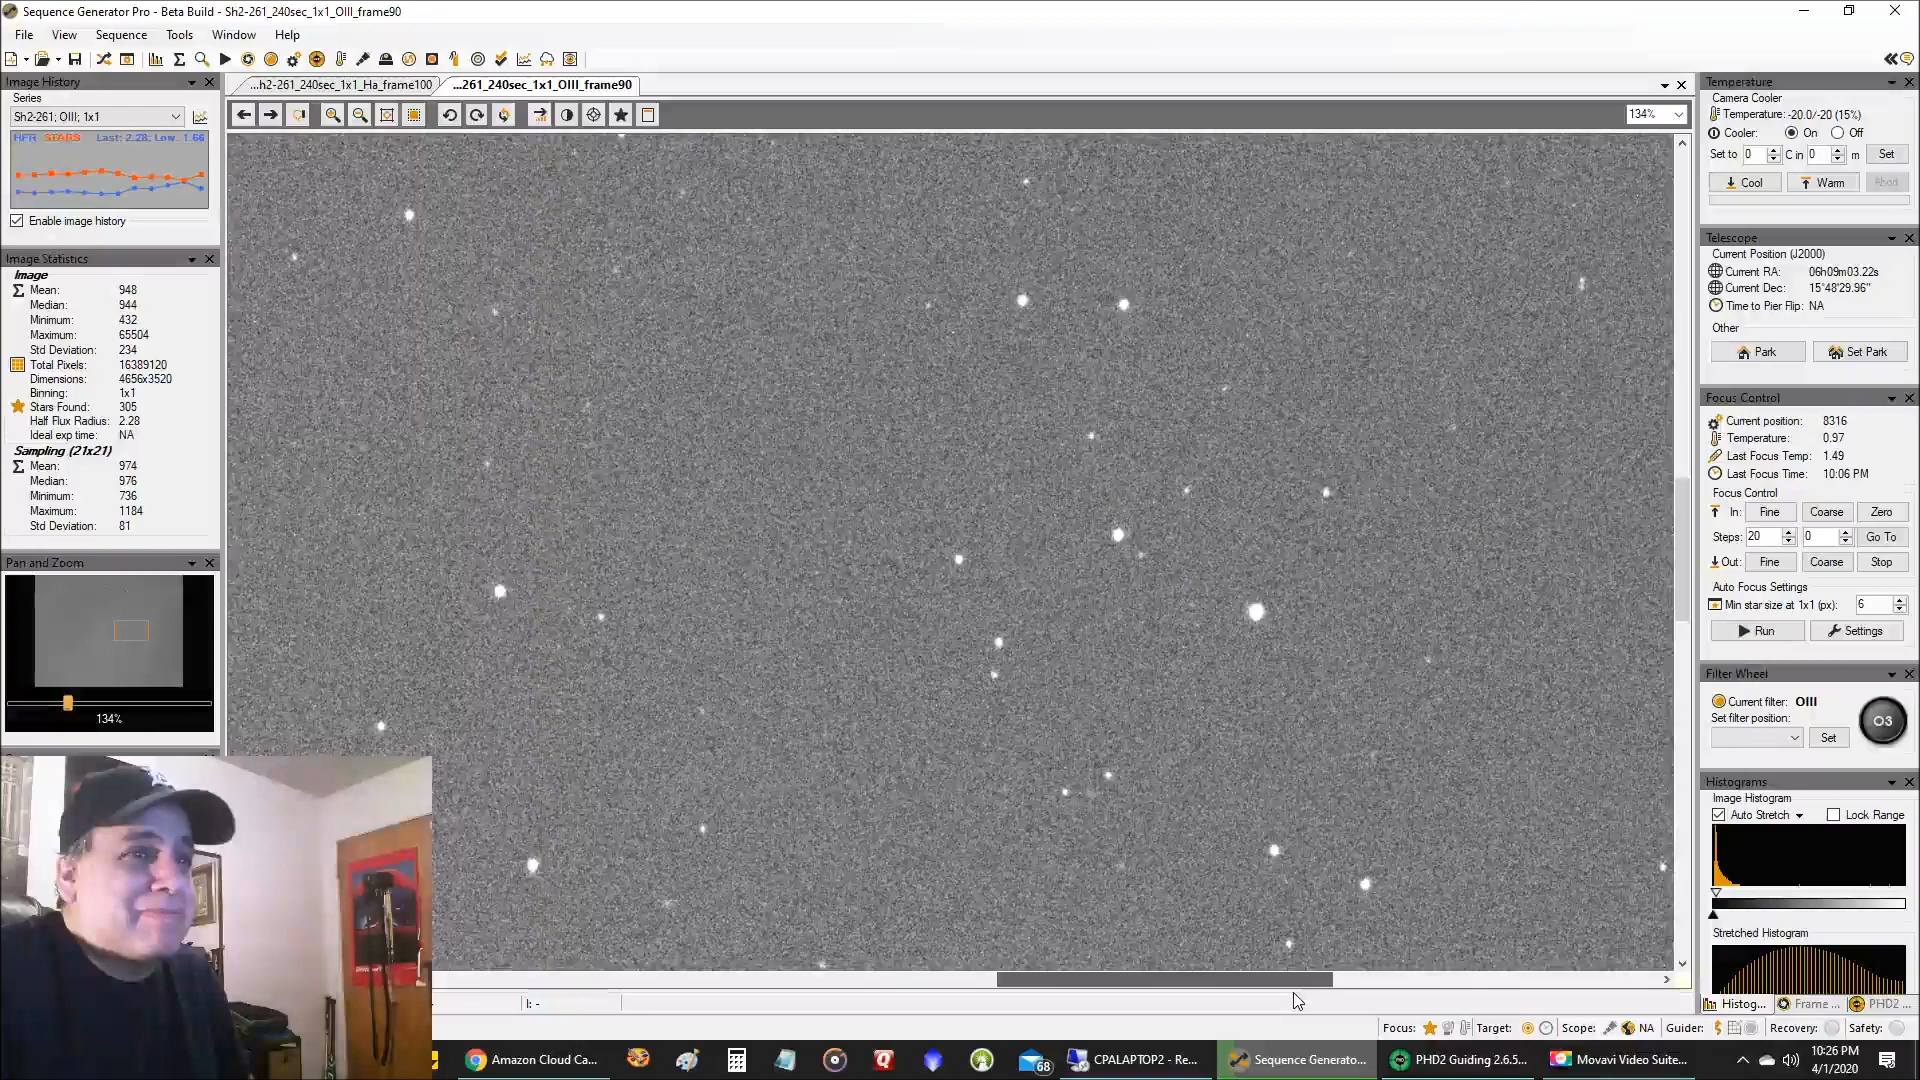 Sequence Generator Pro - Beta Build - Sh2-261_240sec_1x1_OIII_frame90
File View Sequence Tools Window Help
Image History
Series
Sh2-261; OIII; 1x1
HFR STARS Last: 2.28; Low: 1.66
Enable image history
Image Statistics
Image
Mean: 948
Median: 944
Minimum: 432
Maximum: 65504
Std Deviation: 234
Total Pixels: 16389120
Dimensions: 4656x3520
Binning: 1x1
Stars Found: 305
Half Flux Radius: 2.28
Ideal exp time: NA
Sampling (21x21)
Mean: 974
Median: 976
Minimum: 736
Maximum: 1184
Std Deviation: 81
Pan and Zoom
134%
...h2-261_240sec_1x1_Ha_frame100 ...261_240sec_1x1_OIII_frame90
134%
I: -
Temperature
Camera Cooler
Temperature: -20.0/-20 (15%)
Cooler: On Off
Set to 0 C in 0 m Set
Cool Warm Abort
Telescope
Current Position (J2000)
Current RA: 06h09m03.22s
Current Dec: 15°48'29.96"
Time to Pier Flip: NA
Other
Park Set Park
Focus Control
Current position: 8316
Temperature: 0.97
Last Focus Temp: 1.49
Last Focus Time: 10:06 PM
Focus Control
In: Fine Coarse Zero
Steps: 20 0 Go To
Out: Fine Coarse Stop
Auto Focus Settings
Min star size at 1x1 (px): 6
Run Settings
Filter Wheel
Current filter: OIII
Set filter position:
Set
O3
Histograms
Image Histogram
Auto Stretch Lock Range
Stretched Histogram
Histog... Frame ... PHD2 ...
Focus: Target: Scope: NA Guider: Recovery: Safety:
Amazon Cloud Ca... 68 CPALAPTOP2 - Re... Sequence Generato... PHD2 Guiding 2.6.5... Movavi Video Suite...
10:26 PM
4/1/2020